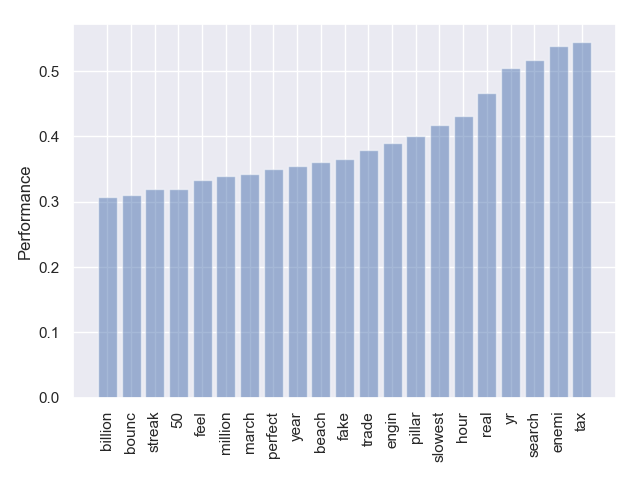 0.5
0.4
0.3
0.2
0.1
0.0
Performance
billion
bounc
streak
50
feel
million
march
perfect
year
beach
fake
trade
engin
pillar
slowest
hour
real
yr
search
enemi
tax